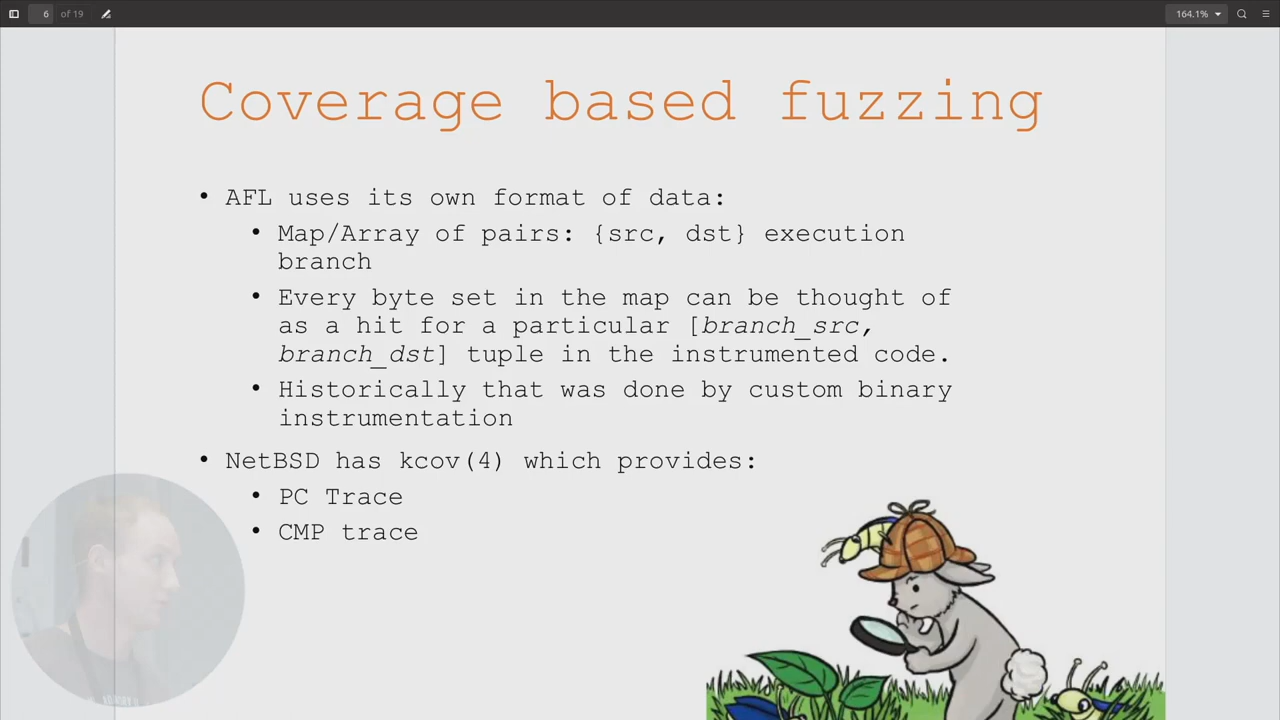 6 of 19
164.1%
Coverage based fuzzing
• AFL uses its own format of data:
• Map/Array of pairs: {src, dst} execution
branch
• Every byte set in the map can be thought of
as a hit for a particular [branch_src,
branch_dst] tuple in the instrumented code.
• Historically that was done by custom binary
instrumentation
• NetBSD has kcov(4) which provides:
• PC Trace
• CMP trace